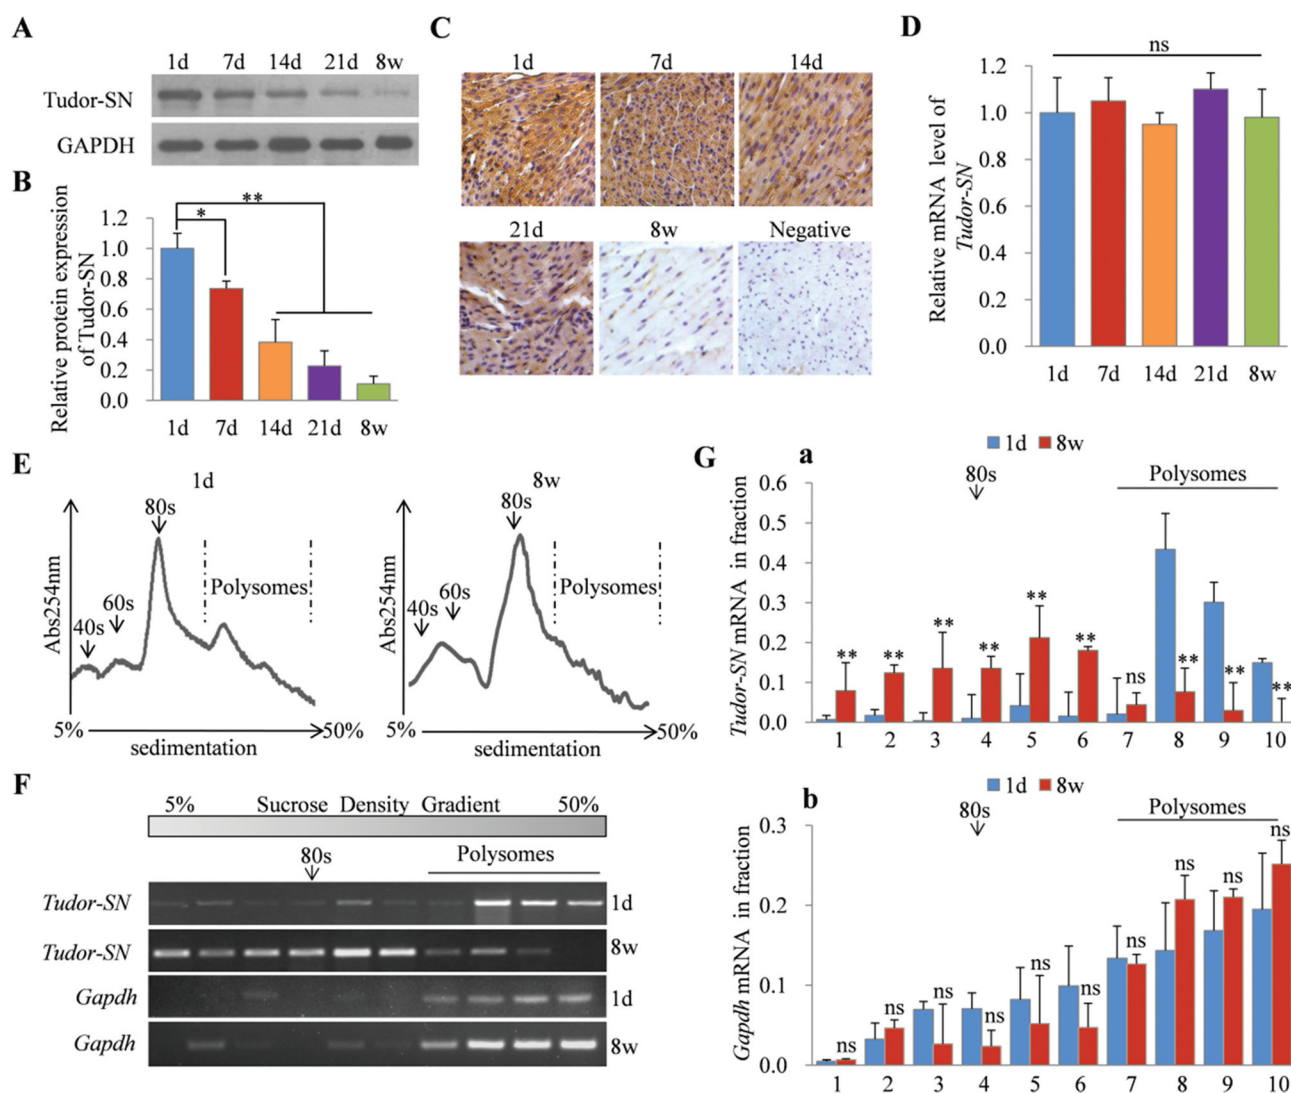 A
1d 7d 14d 21d 8w
Tudor-SN
GAPDH
B
Relative protein expression
of Tudor-SN
** 
*
1.2
1.0
0.8
0.6
0.4
0.2
0.0
1d 7d 14d 21d 8w
C
1d 7d 14d
21d 8w Negative
D
Relative mRNA level of
Tudor-SN
ns
1.2
1.0
0.8
0.6
0.4
0.2
0.0
1d 7d 14d 21d 8w
E
1d
Abs254nm
40s 60s 80s Polysomes
5% sedimentation 50%
8w
Abs254nm
40s 60s 80s Polysomes
5% sedimentation 50%
F
5% Sucrose Density Gradient 50%
80s Polysomes
Tudor-SN 1d
Tudor-SN 8w
Gapdh 1d
Gapdh 8w
G
a
1d 8w
80s Polysomes
Tudor-SN mRNA in fraction
0.6
0.5
0.4
0.3
0.2
0.1
0.0
** ** ** ** ** ** ns ** ** **
1 2 3 4 5 6 7 8 9 10
b
1d 8w
80s Polysomes
Gapdh mRNA in fraction
0.3
0.2
0.1
0.0
ns ns ns ns ns ns ns ns ns ns
1 2 3 4 5 6 7 8 9 10